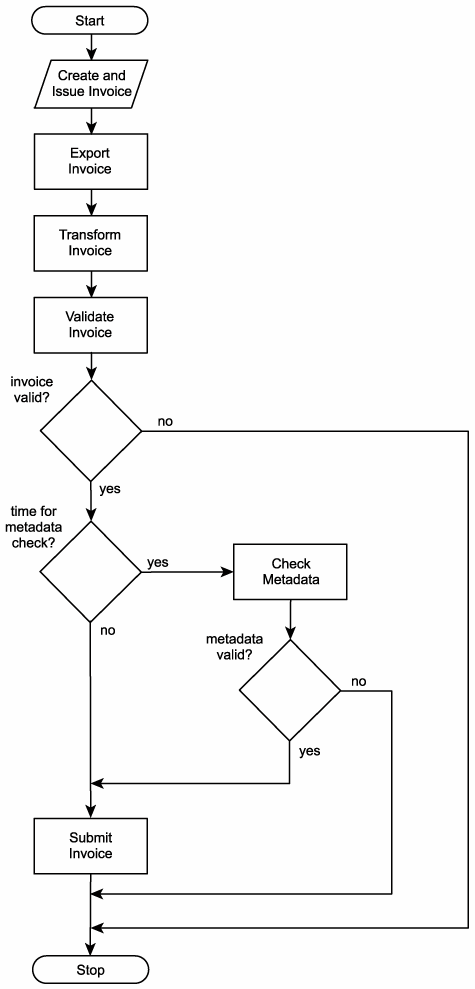 Start
Create and
Issue Invoice
Export
Invoice
Transform
Invoice
Validate
Invoice
invoice
valid?
no
yes
time for
metadata
check?
yes
Check
Metadata
no
metadata
valid?
no
yes
Submit
Invoice
Stop